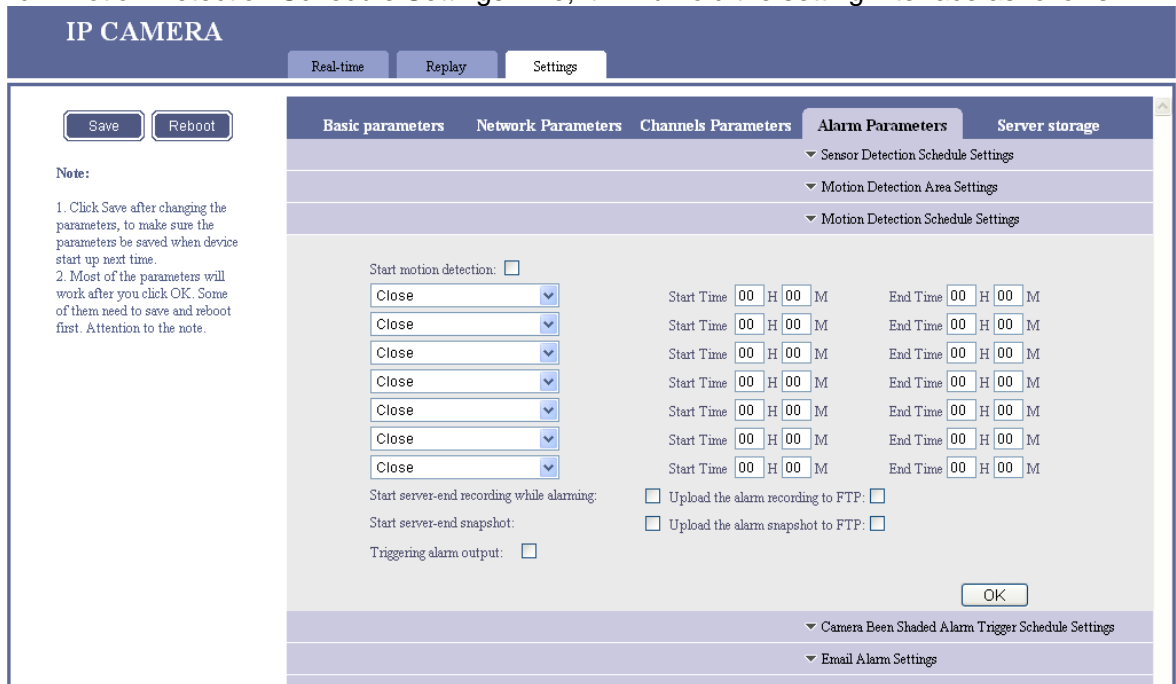 IP CAMERA
Real-time Replay Settings
Save Reboot
Note:
1. Click Save after changing the
parameters, to make sure the
parameters be saved when device
start up next time.
2. Most of the parameters will
work after you click OK. Some
of them need to save and reboot
first. Attention to the note.
Basic parameters Network Parameters Channels Parameters Alarm Parameters Server storage
Sensor Detection Schedule Settings
Motion Detection Area Settings
Motion Detection Schedule Settings
Start motion detection:
Close Start Time 00 H 00 M End Time 00 H 00 M
Close Start Time 00 H 00 M End Time 00 H 00 M
Close Start Time 00 H 00 M End Time 00 H 00 M
Close Start Time 00 H 00 M End Time 00 H 00 M
Close Start Time 00 H 00 M End Time 00 H 00 M
Close Start Time 00 H 00 M End Time 00 H 00 M
Close Start Time 00 H 00 M End Time 00 H 00 M
Start server-end recording while alarming: Upload the alarm recording to FTP:
Start server-end snapshot: Upload the alarm snapshot to FTP:
Triggering alarm output:
OK
Camera Been Shaded Alarm Trigger Schedule Settings
Email Alarm Settings